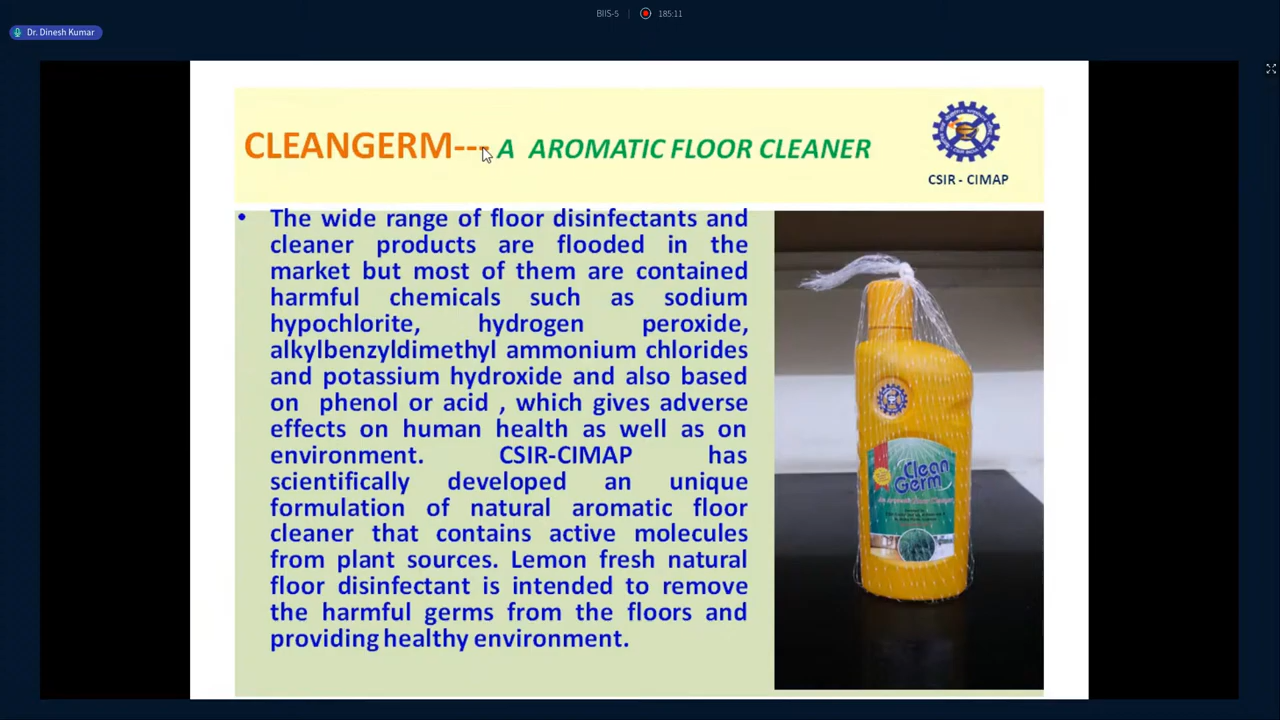 BIIS-5 | 185:11
Dr. Dinesh Kumar
CLEANGERM--- A AROMATIC FLOOR CLEANER
CSIR - CIMAP
• The wide range of floor disinfectants and
cleaner products are flooded in the
market but most of them are contained
harmful chemicals such as sodium
hypochlorite, hydrogen peroxide,
alkylbenzyldimethyl ammonium chlorides
and potassium hydroxide and also based
on phenol or acid , which gives adverse
effects on human health as well as on
environment. CSIR-CIMAP has
scientifically developed an unique
formulation of natural aromatic floor
cleaner that contains active molecules
from plant sources. Lemon fresh natural
floor disinfectant is intended to remove
the harmful germs from the floors and
providing healthy environment.
Clean
Germ